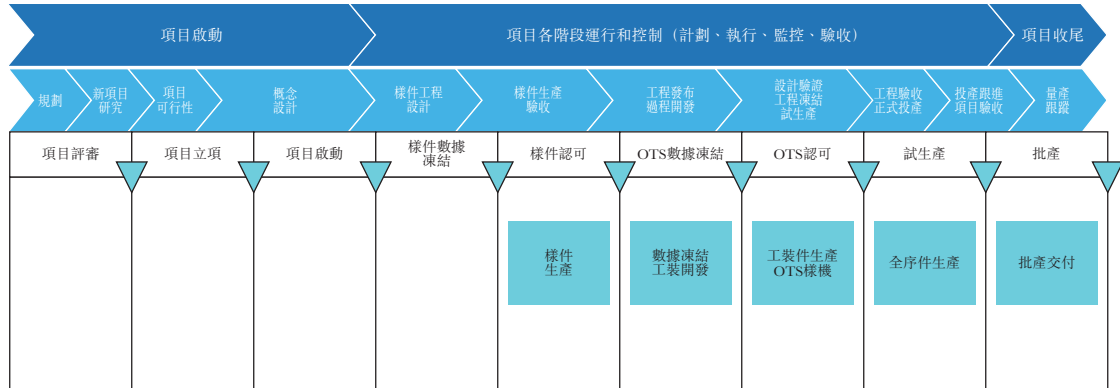 項目啟動
項目各階段運行和控制（計劃、執行、監控、驗收）
項目收尾
規劃
新項目
研究
項目
可行性
概念
設計
樣件工程
設計
樣件生產
驗收
工程發布
過程開發
設計驗證
工程凍結
試生產
工程驗收
正式投產
投產跟進
項目驗收
量產
跟蹤
項目評審
項目立項
項目啟動
樣件數據
凍結
樣件認可
OTS數據凍結
OTS認可
試生產
批產
樣件
生產
數據凍結
工裝開發
工裝件生產
OTS樣機
全序件生產
批產交付